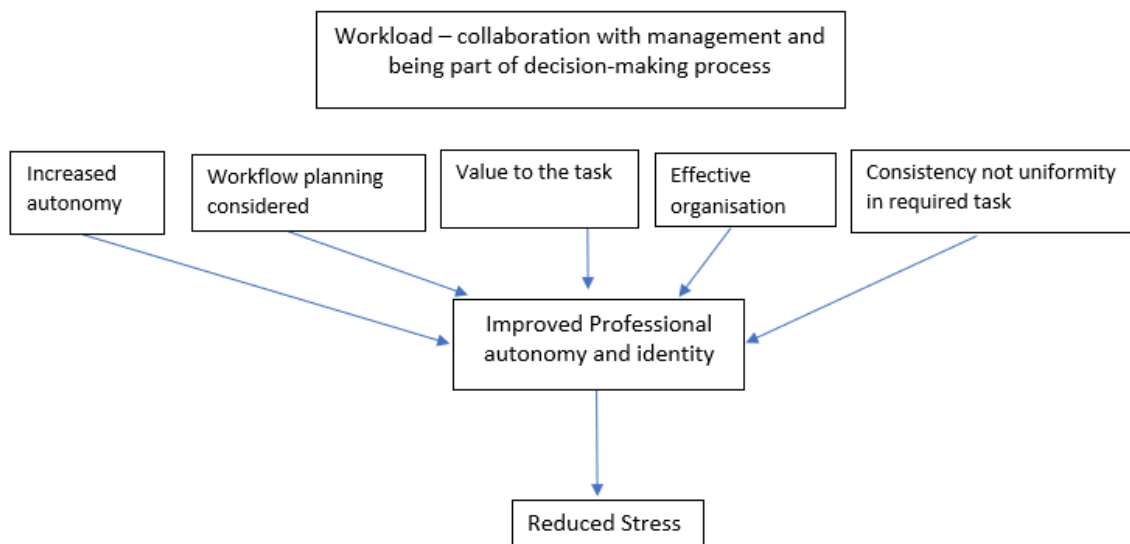 Workload – collaboration with management and
being part of decision-making process
Increased
autonomy
Workflow planning
considered
Value to the task
Effective
organisation
Consistency not uniformity
in required task
Improved Professional
autonomy and identity
Reduced Stress